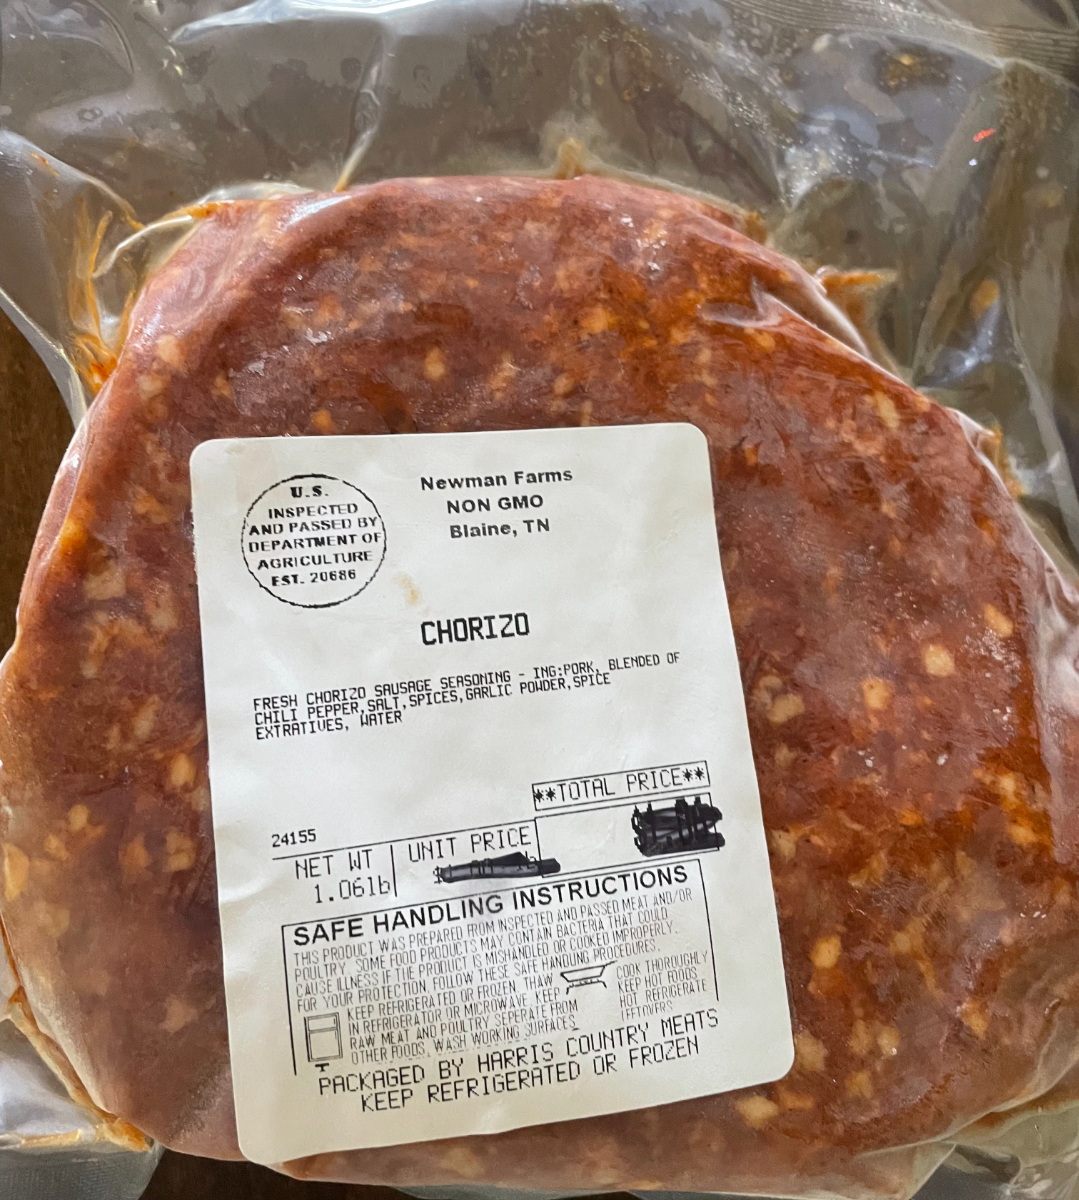 U.S.
INSPECTED
AND PASSED BY
DEPARTMENT OF
AGRICULTURE
EST. 20686
Newman Farms
NON GMO
Blaine, TN
CHORIZO
FRESH CHORIZO SAUSAGE SEASONING - ING:PORK, BLENDED OF
CHILI PEPPER,SALT,SPICES,GARLIC POWDER,SPICE
EXTRATIVES, WATER
**TOTAL PRICE**
24155
NET WT
1.06lb
UNIT PRICE
$
SAFE HANDLING INSTRUCTIONS
THIS PRODUCT WAS PREPARED FROM INSPECTED AND PASSED MEAT AND/OR
POULTRY. SOME FOOD PRODUCTS MAY CONTAIN BACTERIA THAT COULD
CAUSE ILLNESS IF THE PRODUCT IS MISHANDLED OR COOKED IMPROPERLY.
FOR YOUR PROTECTION, FOLLOW THESE SAFE HANDLING PROCEDURES.
KEEP REFRIGERATED OR FROZEN. THAW
IN REFRIGERATOR OR MICROWAVE. KEEP
RAW MEAT AND POULTRY SEPERATE FROM
OTHER FOODS. WASH WORKING SURFACES
COOK THOROUGHLY
KEEP HOT FOODS
HOT REFRIGERATE
LEFTOVERS
PACKAGED BY HARRIS COUNTRY MEATS
KEEP REFRIGERATED OR FROZEN